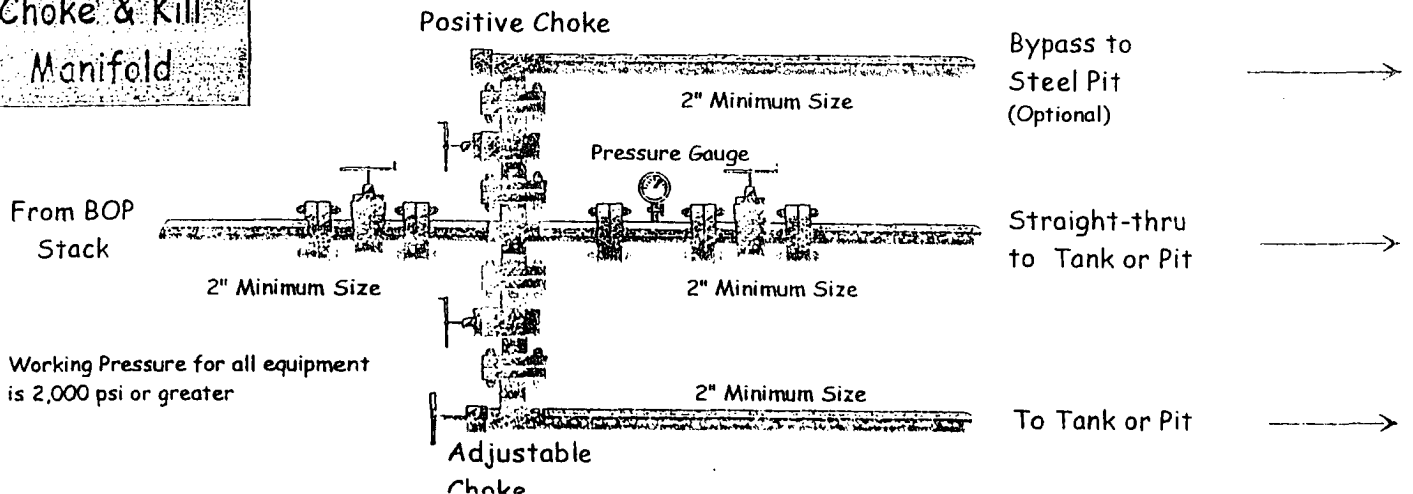 Choke & Kill
Manifold
Positive Choke
Bypass to
Steel Pit
(Optional)
2" Minimum Size
Pressure Gauge
From BOP
Stack
Straight-thru
to Tank or Pit
2" Minimum Size
2" Minimum Size
Working Pressure for all equipment
is 2,000 psi or greater
2" Minimum Size
To Tank or Pit
Adjustable
Choke